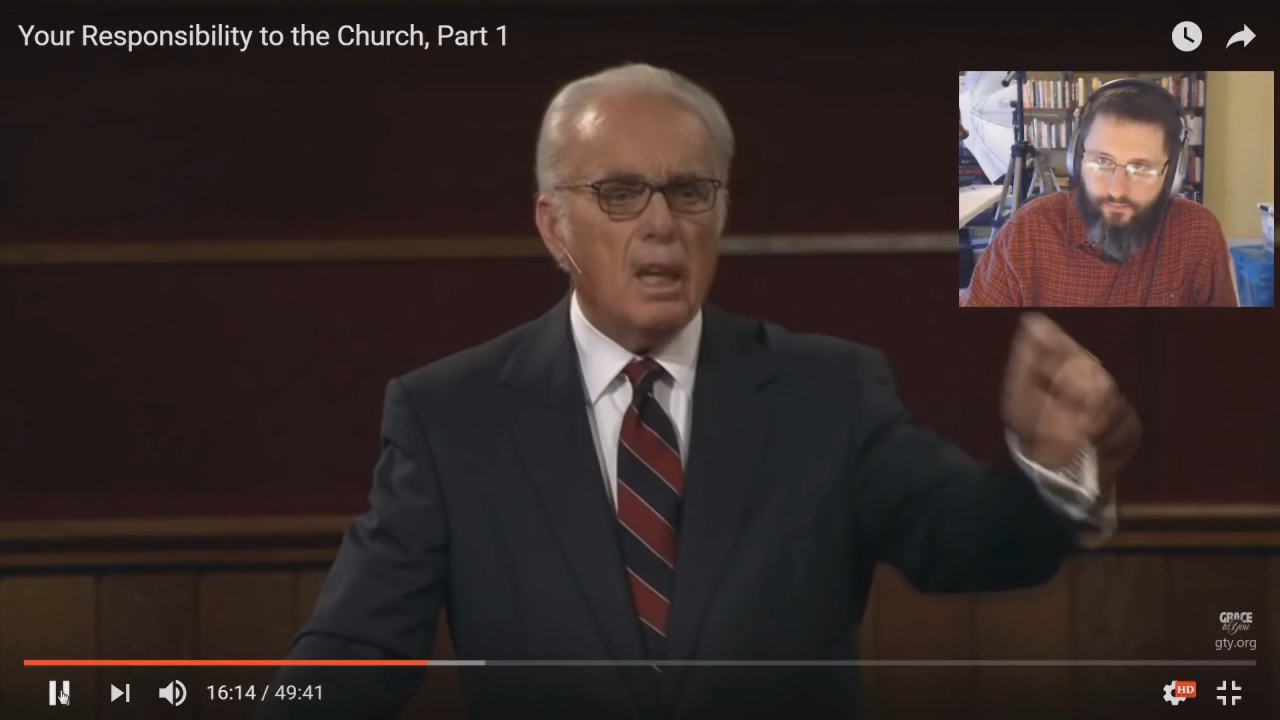 Your Responsibility to the Church, Part 1
GRACE
to You
gty.org
16:14 / 49:41
HD